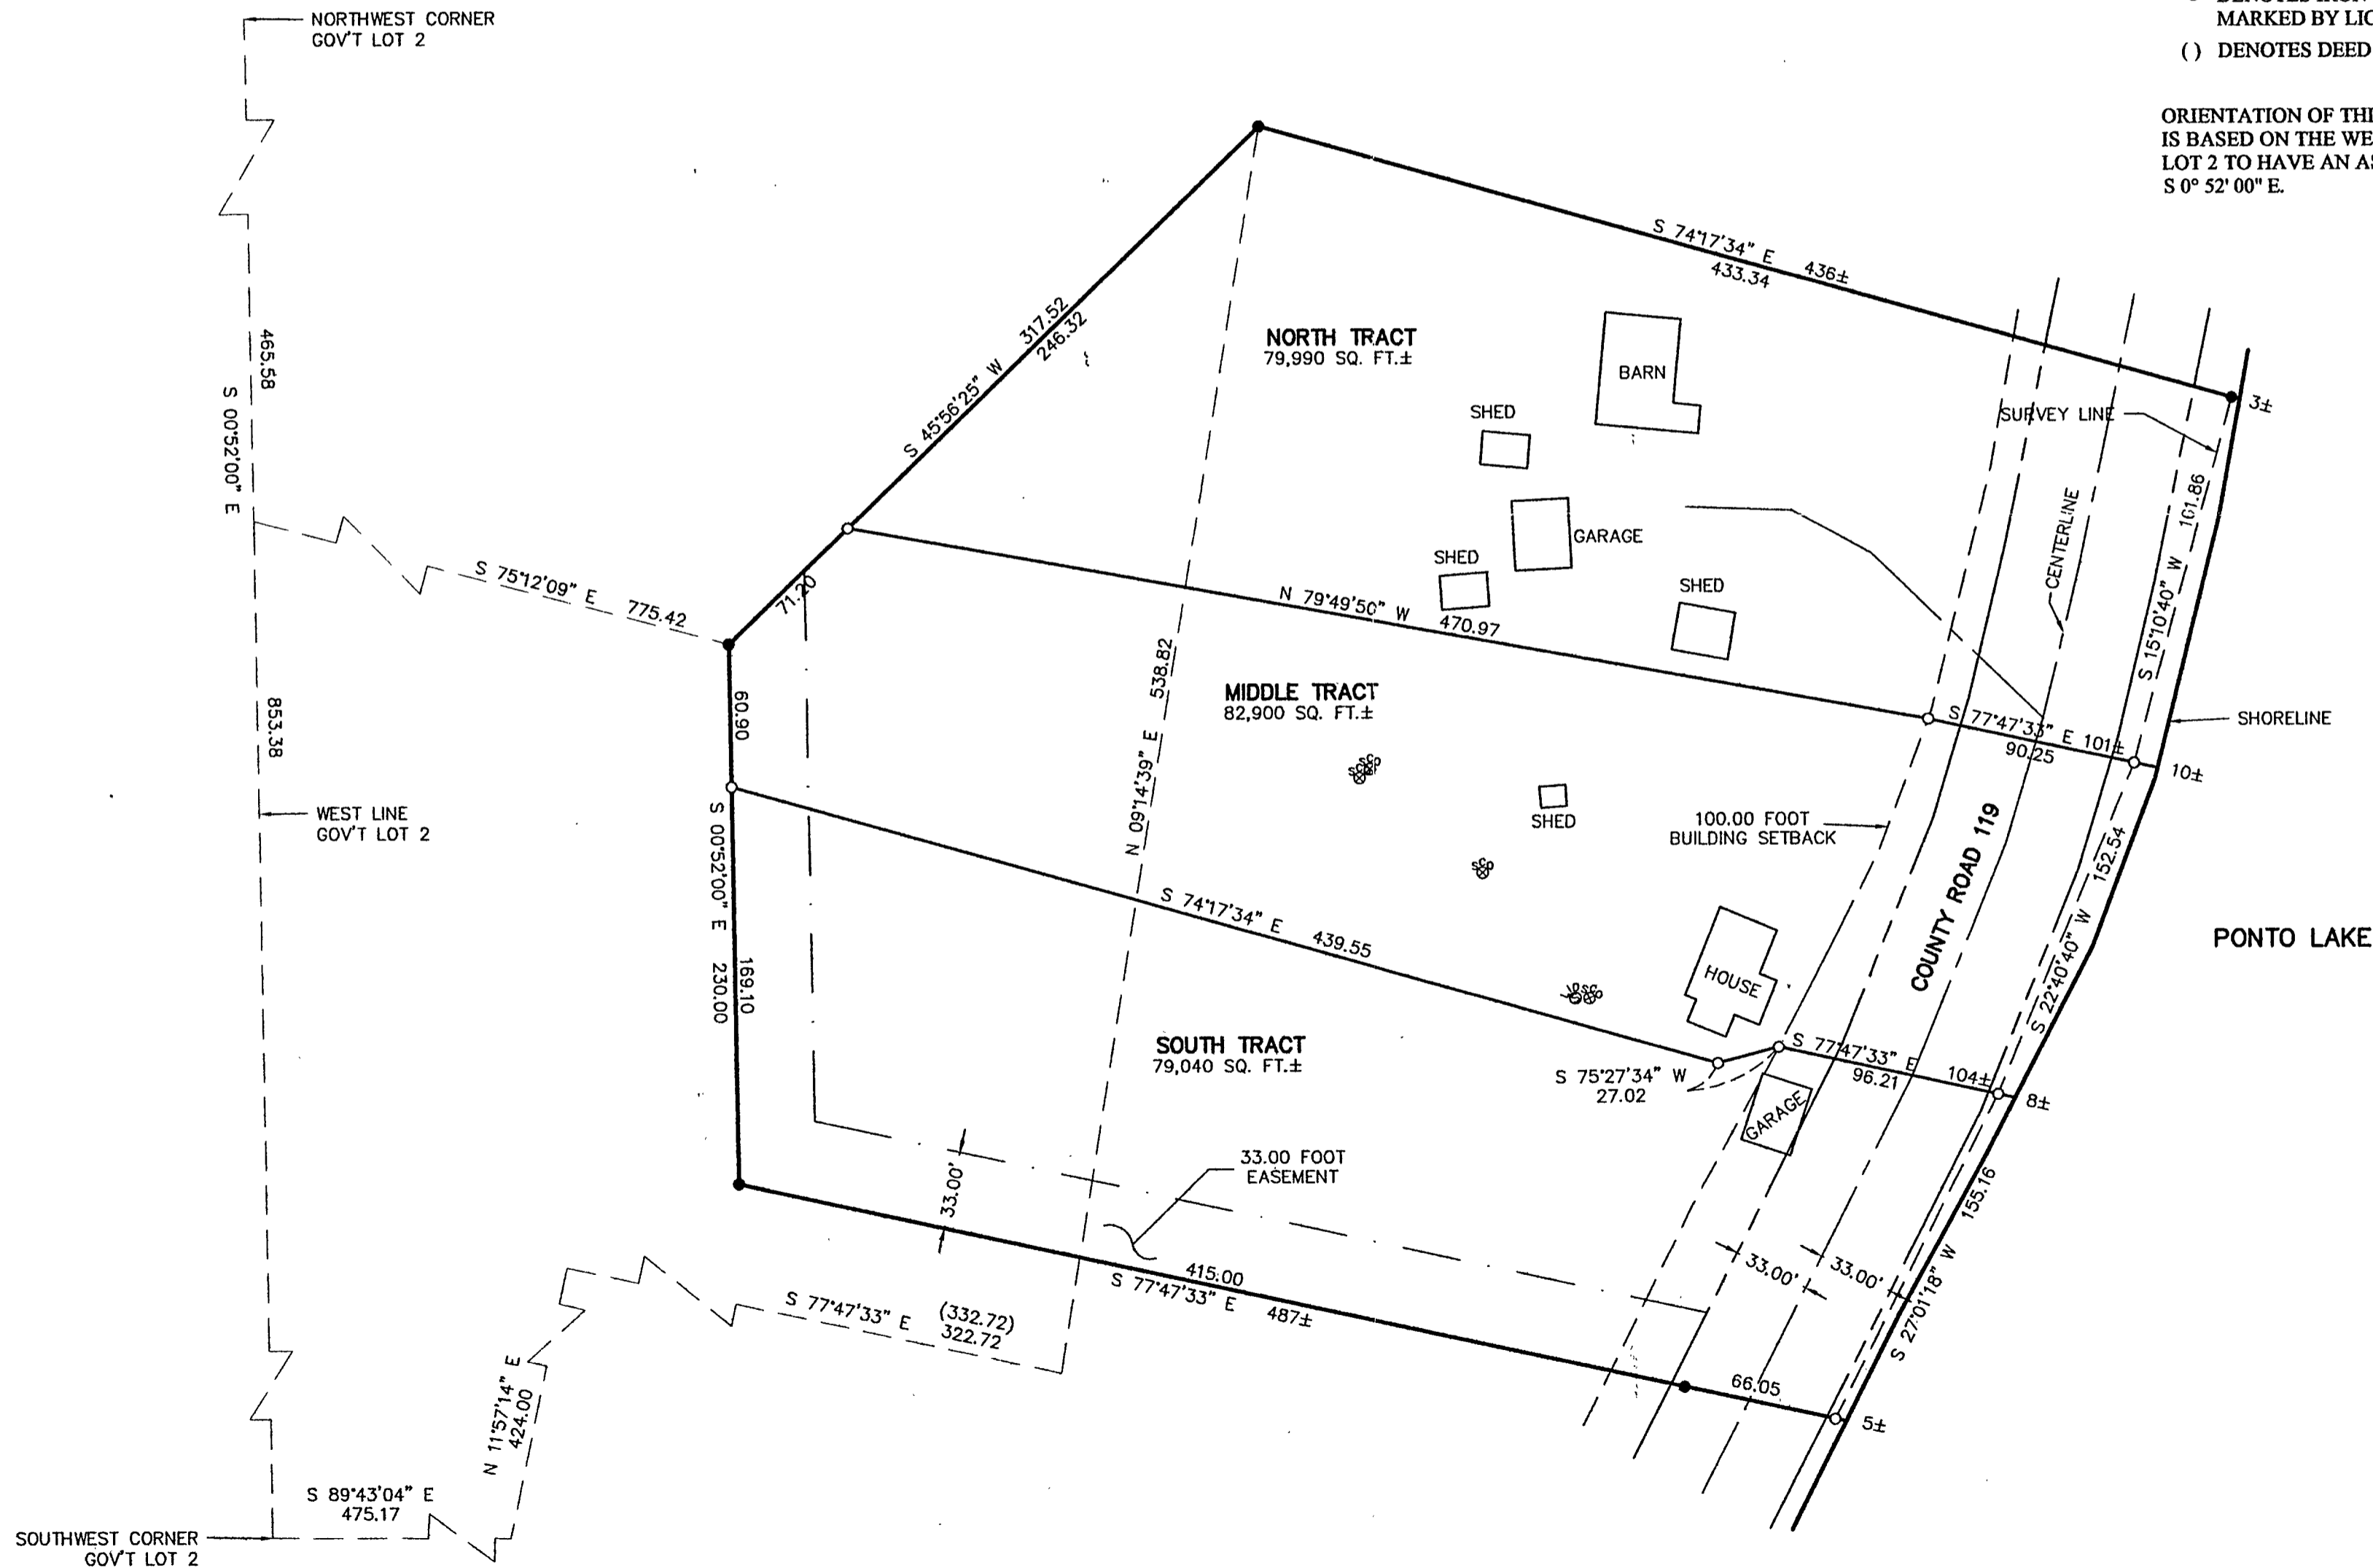 NORTHWEST CORNER
GOV'T LOT 2
MARKED BY
( ) DENOTES DEED
ORIENTATION OF
IS BASED ON THE
LOT 2 TO HAVE AN
S 0° 52' 00" E.
465.58
S 00°52'00" E
853.38
WEST LINE
GOV'T LOT 2
S 75°12'09" E 775.42
S 45°56'25" W 317.52
246.32
71.20
S 74°17'34" E 436±
433.34
3±
NORTH TRACT
79,990 SQ. FT.±
BARN
SHED
GARAGE
SHED
SHED
SURVEY LINE
CENTERLINE
S 15°10'40" W 101.86
N 79°49'50" W
470.97
S 77°47'33" E 101±
90.25
10±
SHORELINE
60.90
N 09°14'39" E 538.82
MIDDLE TRACT
82,900 SQ. FT.±
SHED
100.00 FOOT
BUILDING SETBACK
COUNTY ROAD 119
S 22°40'40" W 152.54
PONTO LAKE
S 00°52'00" E 230.00
169.10
S 74°17'34" E 439.55
HOUSE
SOUTH TRACT
79,040 SQ. FT.±
S 75°27'34" W
27.02
S 77°47'33" E 104±
96.21
8±
GARAGE
33.00 FOOT
EASEMENT
33.00'
33.00'
33.00'
S 27°01'18" W 155.16
415.00
S 77°47'33" E 487±
66.05
5±
S 77°47'33" E (332.72)
322.72
N 11°57'14" E
424.00
S 89°43'04" E
475.17
SOUTHWEST CORNER
GOV'T LOT 2